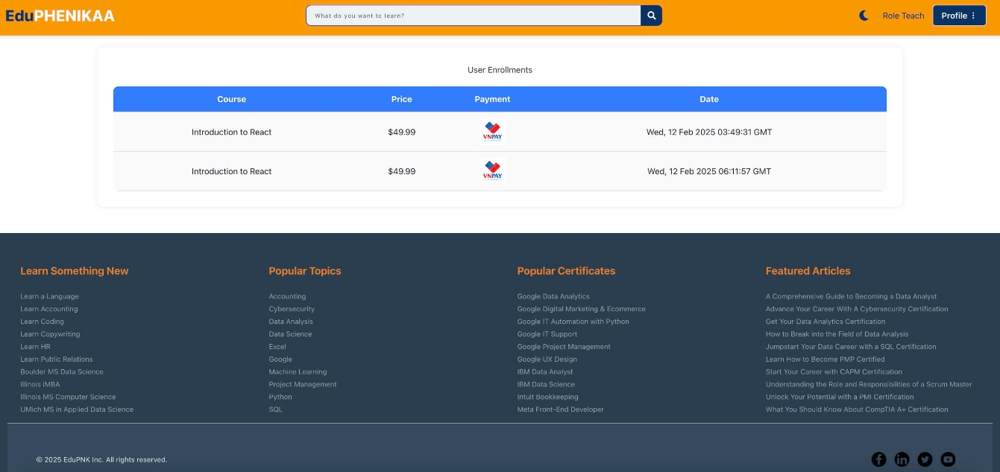 EduPHENIKAA
What do you want to learn?
Role Teach
Profile
User Enrollments
Course Price Payment Date
Introduction to React $49.99 VNPAY Wed, 12 Feb 2025 03:49:31 GMT
Introduction to React $49.99 VNPAY Wed, 12 Feb 2025 06:11:57 GMT
Learn Something New
Learn a Language
Learn Accounting
Learn Coding
Learn Copywriting
Learn HR
Learn Public Relations
Boulder MS Data Science
Illinois iMBA
Illinois MS Computer Science
UMich MS in Applied Data Science
Popular Topics
Accounting
Cybersecurity
Data Analysis
Data Science
Excel
Google
Machine Learning
Project Management
Python
SQL
Popular Certificates
Google Data Analytics
Google Digital Marketing & Ecommerce
Google IT Automation with Python
Google IT Support
Google Project Management
Google UX Design
IBM Data Analyst
IBM Data Science
Intuit Bookkeeping
Meta Front-End Developer
Featured Articles
A Comprehensive Guide to Becoming a Data Analyst
Advance Your Career With A Cybersecurity Certification
Get Your Data Analytics Certification
How to Break into the Field of Data Analysis
Jumpstart Your Data Career with a SQL Certification
Learn How to Become PMP Certified
Start Your Career with CAPM Certification
Understanding the Role and Responsibilities of a Scrum Master
Unlock Your Potential with a PMI Certification
What You Should Know About CompTIA A+ Certification
© 2025 EduPNK Inc. All rights reserved.